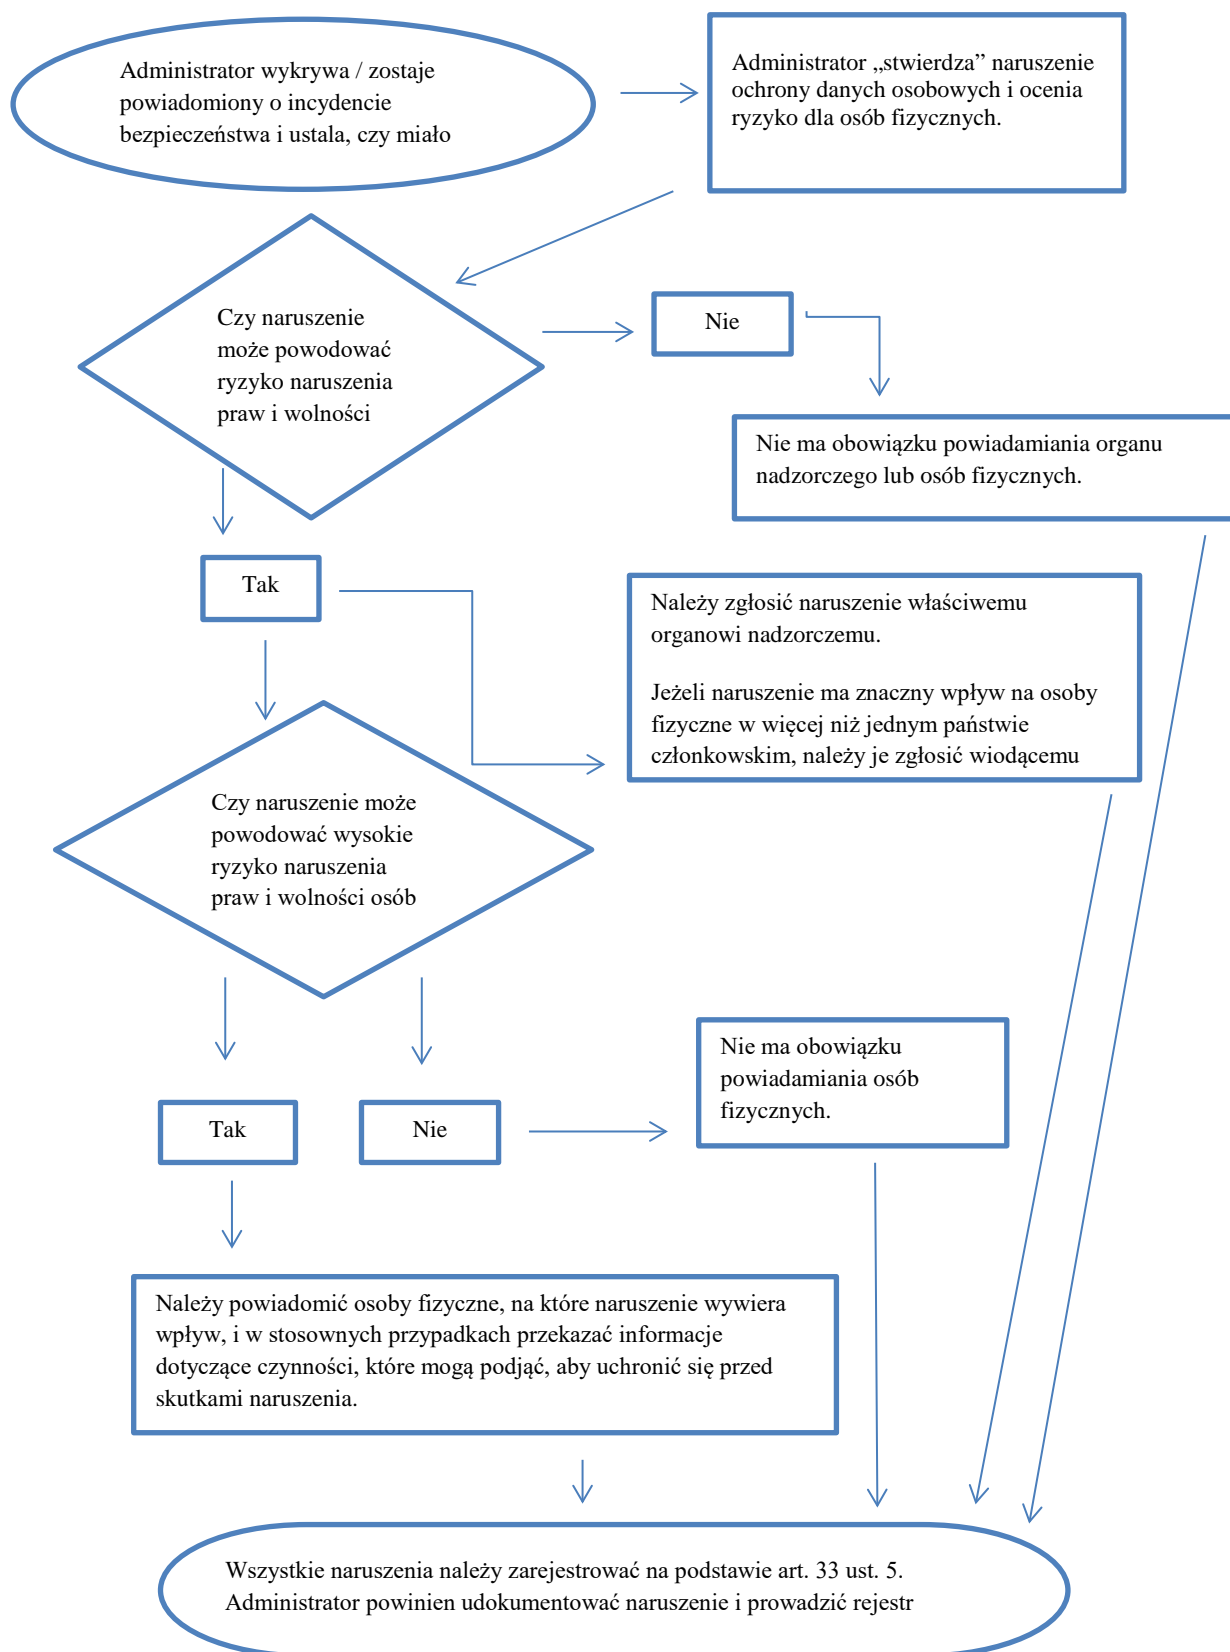 Administrator wykrywa / zostaje
powiadomiony o incydencie
bezpieczeństwa i ustala, czy miało
Administrator „stwierdza” naruszenie
ochrony danych osobowych i ocenia
ryzyko dla osób fizycznych.
Czy naruszenie
może powodować
ryzyko naruszenia
praw i wolności
Nie
Nie ma obowiązku powiadamiania organu
nadzorczego lub osób fizycznych.
Tak
Należy zgłosić naruszenie właściwemu
organowi nadzorczemu.
Jeżeli naruszenie ma znaczny wpływ na osoby
fizyczne w więcej niż jednym państwie
członkowskim, należy je zgłosić wiodącemu
Czy naruszenie może
powodować wysokie
ryzyko naruszenia
praw i wolności osób
Nie ma obowiązku
powiadamiania osób
fizycznych.
Tak
Nie
Należy powiadomić osoby fizyczne, na które naruszenie wywiera
wpływ, i w stosownych przypadkach przekazać informacje
dotyczące czynności, które mogą podjąć, aby uchronić się przed
skutkami naruszenia.
Wszystkie naruszenia należy zarejestrować na podstawie art. 33 ust. 5.
Administrator powinien udokumentować naruszenie i prowadzić rejestr